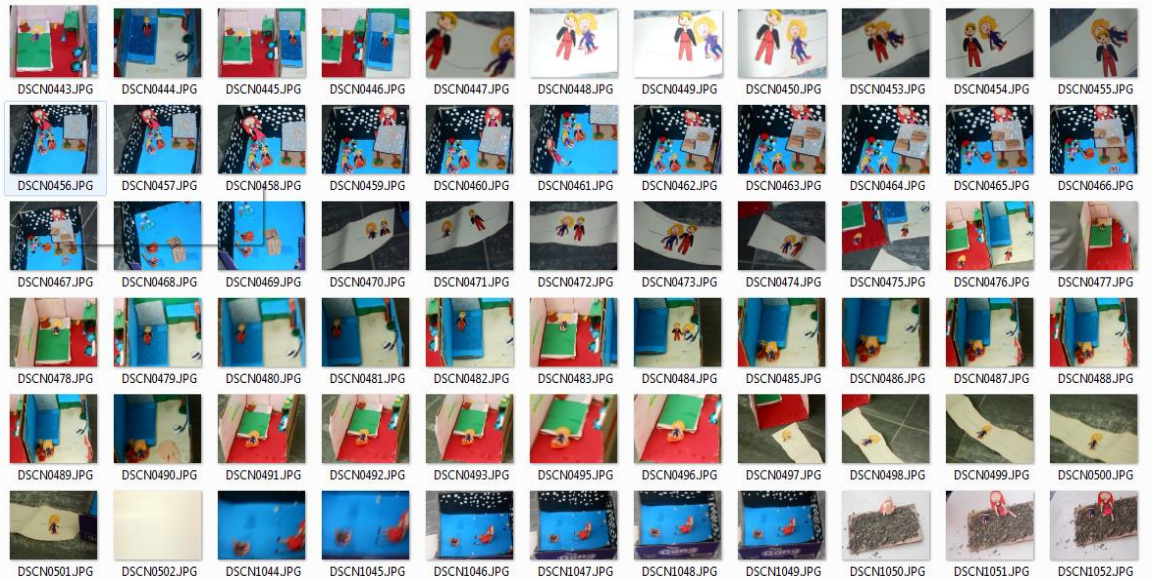 DSCN0443.JPG DSCN0444.JPG DSCN0445.JPG DSCN0446.JPG DSCN0447.JPG DSCN0448.JPG DSCN0449.JPG DSCN0450.JPG DSCN0453.JPG DSCN0454.JPG DSCN0455.JPG
DSCN0456.JPG DSCN0457.JPG DSCN0458.JPG DSCN0459.JPG DSCN0460.JPG DSCN0461.JPG DSCN0462.JPG DSCN0463.JPG DSCN0464.JPG DSCN0465.JPG DSCN0466.JPG
DSCN0467.JPG DSCN0468.JPG DSCN0469.JPG DSCN0470.JPG DSCN0471.JPG DSCN0472.JPG DSCN0473.JPG DSCN0474.JPG DSCN0475.JPG DSCN0476.JPG DSCN0477.JPG
DSCN0478.JPG DSCN0479.JPG DSCN0480.JPG DSCN0481.JPG DSCN0482.JPG DSCN0483.JPG DSCN0484.JPG DSCN0485.JPG DSCN0486.JPG DSCN0487.JPG DSCN0488.JPG
DSCN0489.JPG DSCN0490.JPG DSCN0491.JPG DSCN0492.JPG DSCN0493.JPG DSCN0495.JPG DSCN0496.JPG DSCN0497.JPG DSCN0498.JPG DSCN0499.JPG DSCN0500.JPG
DSCN0501.JPG DSCN0502.JPG DSCN1044.JPG DSCN1045.JPG DSCN1046.JPG DSCN1047.JPG DSCN1048.JPG DSCN1049.JPG DSCN1050.JPG DSCN1051.JPG DSCN1052.JPG